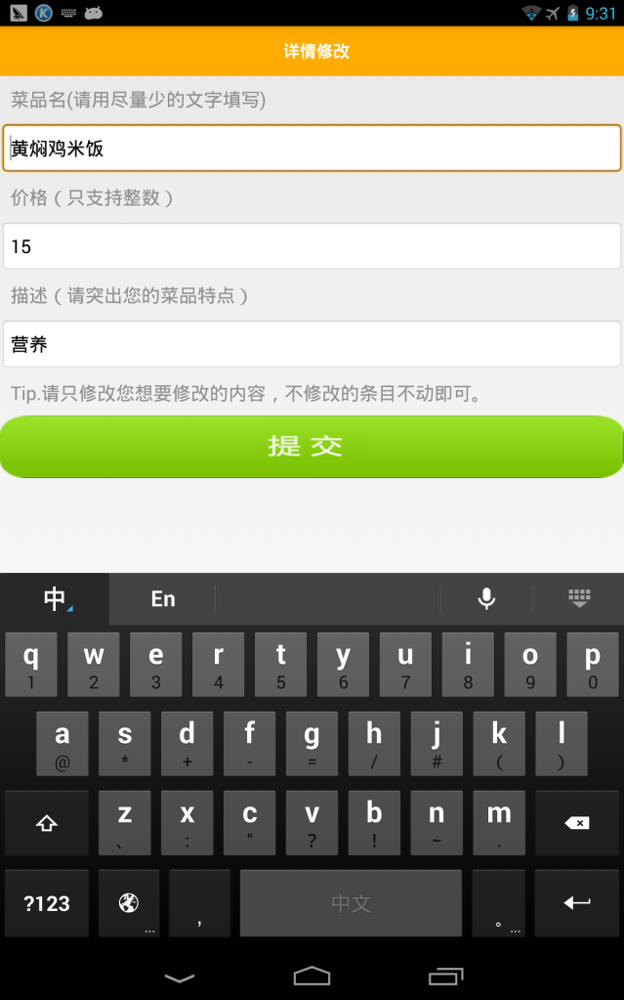 9:31
详情修改
菜品名(请用尽量少的文字填写)
黄焖鸡米饭
价格（只支持整数）
15
描述（请突出您的菜品特点）
营养
Tip.请只修改您想要修改的内容，不修改的条目不动即可。
提 交
中 En
q w e r t y u i o p
1 2 3 4 5 6 7 8 9 0
a s d f g h j k l
@ * + - = / # ( )
z x c v b n m
、 : " ? ! ~ .
?123 , 中文 。